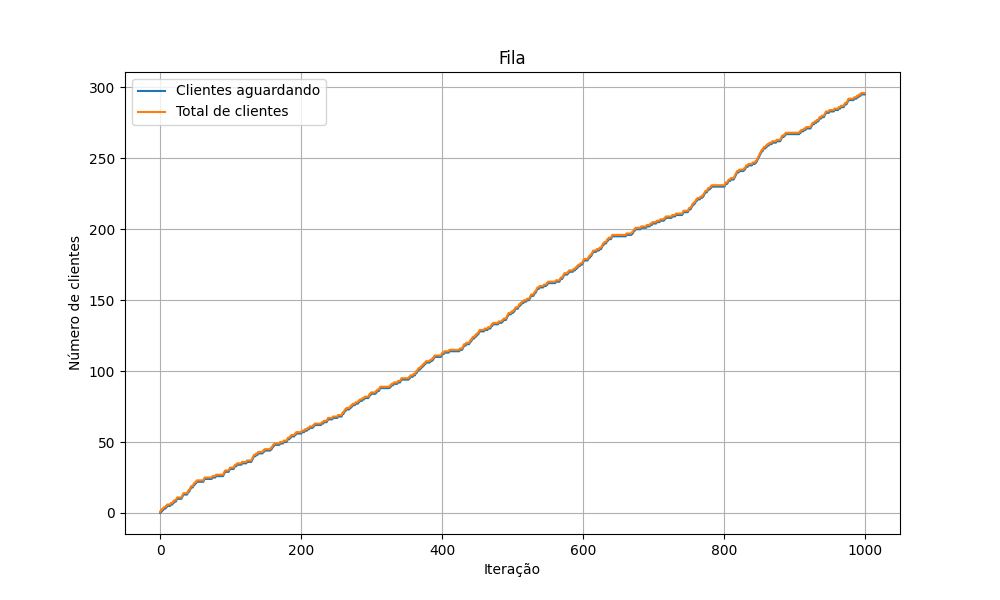 Fila
Clientes aguardando
Total de clientes
300
250
200
150
100
50
0
Número de clientes
0 200 400 600 800 1000
Iteração